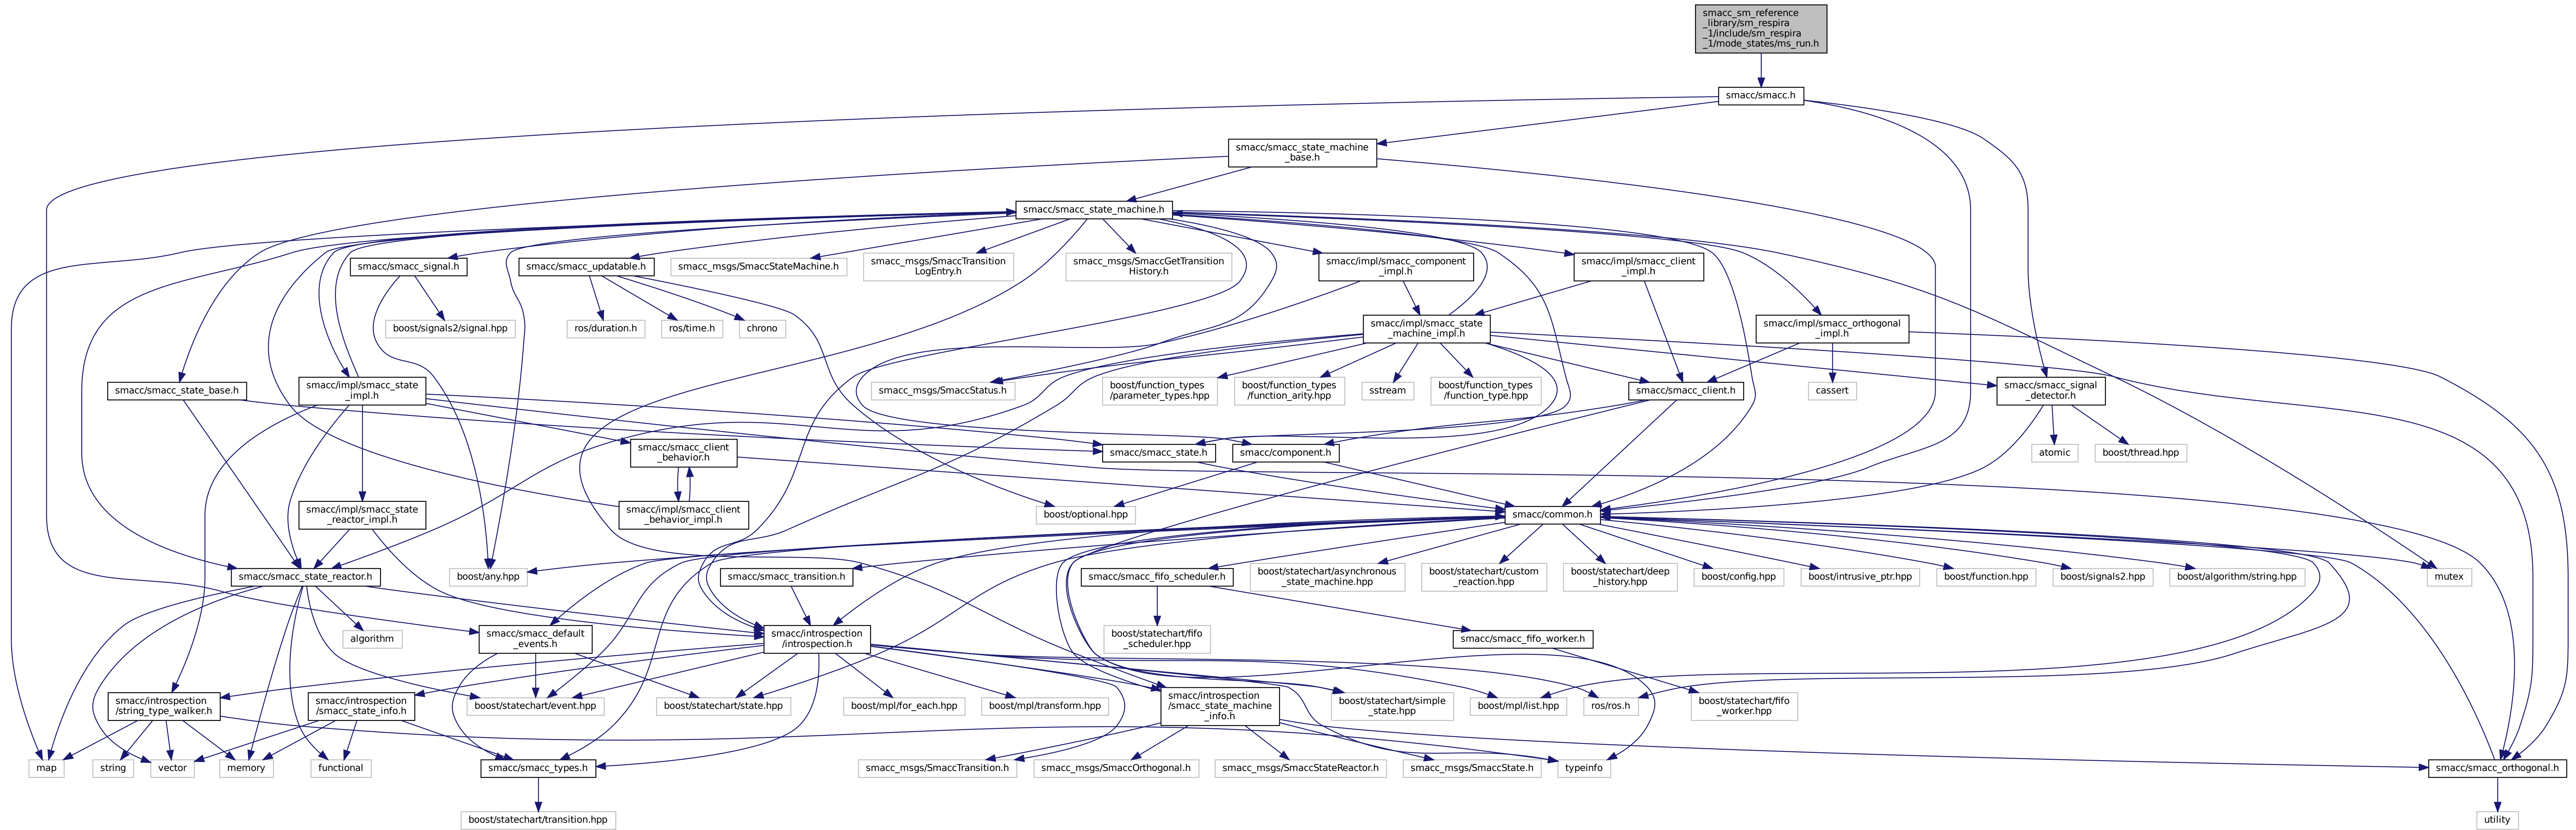 smacc_sm_reference
_library/sm_respira
_1/include/sm_respira
_1/mode_states/ms_run.h
smacc/smacc.h
smacc/smacc_state_machine
_base.h
smacc/smacc_state_machine.h
smacc/smacc_signal.h
smacc/smacc_updatable.h
smacc_msgs/SmaccStateMachine.h
smacc_msgs/SmaccTransition
LogEntry.h
smacc_msgs/SmaccGetTransition
History.h
smacc/impl/smacc_component
_impl.h
smacc/impl/smacc_client
_impl.h
boost/signals2/signal.hpp
ros/duration.h
ros/time.h
chrono
smacc/impl/smacc_state
_machine_impl.h
smacc/impl/smacc_orthogonal
_impl.h
smacc/smacc_state_base.h
smacc/impl/smacc_state
_impl.h
smacc_msgs/SmaccStatus.h
boost/function_types
/parameter_types.hpp
boost/function_types
/function_arity.hpp
sstream
boost/function_types
/function_type.hpp
smacc/smacc_client.h
cassert
smacc/smacc_signal
_detector.h
smacc/smacc_client
_behavior.h
smacc/smacc_state.h
smacc/component.h
atomic
boost/thread.hpp
smacc/impl/smacc_state
_reactor_impl.h
smacc/impl/smacc_client
_behavior_impl.h
boost/optional.hpp
smacc/common.h
smacc/smacc_state_reactor.h
boost/any.hpp
smacc/smacc_transition.h
smacc/smacc_fifo_scheduler.h
boost/statechart/asynchronous
_state_machine.hpp
boost/statechart/custom
_reaction.hpp
boost/statechart/deep
_history.hpp
boost/config.hpp
boost/intrusive_ptr.hpp
boost/function.hpp
boost/signals2.hpp
boost/algorithm/string.hpp
mutex
algorithm
smacc/smacc_default
_events.h
smacc/introspection
/introspection.h
boost/statechart/fifo
_scheduler.hpp
smacc/smacc_fifo_worker.h
smacc/introspection
/string_type_walker.h
smacc/introspection
/smacc_state_info.h
boost/statechart/event.hpp
boost/statechart/state.hpp
boost/mpl/for_each.hpp
boost/mpl/transform.hpp
smacc/introspection
/smacc_state_machine
_info.h
boost/statechart/simple
_state.hpp
boost/mpl/list.hpp
ros/ros.h
boost/statechart/fifo
_worker.hpp
map
string
vector
memory
functional
smacc/smacc_types.h
smacc_msgs/SmaccTransition.h
smacc_msgs/SmaccOrthogonal.h
smacc_msgs/SmaccStateReactor.h
smacc_msgs/SmaccState.h
typeinfo
smacc/smacc_orthogonal.h
boost/statechart/transition.hpp
utility